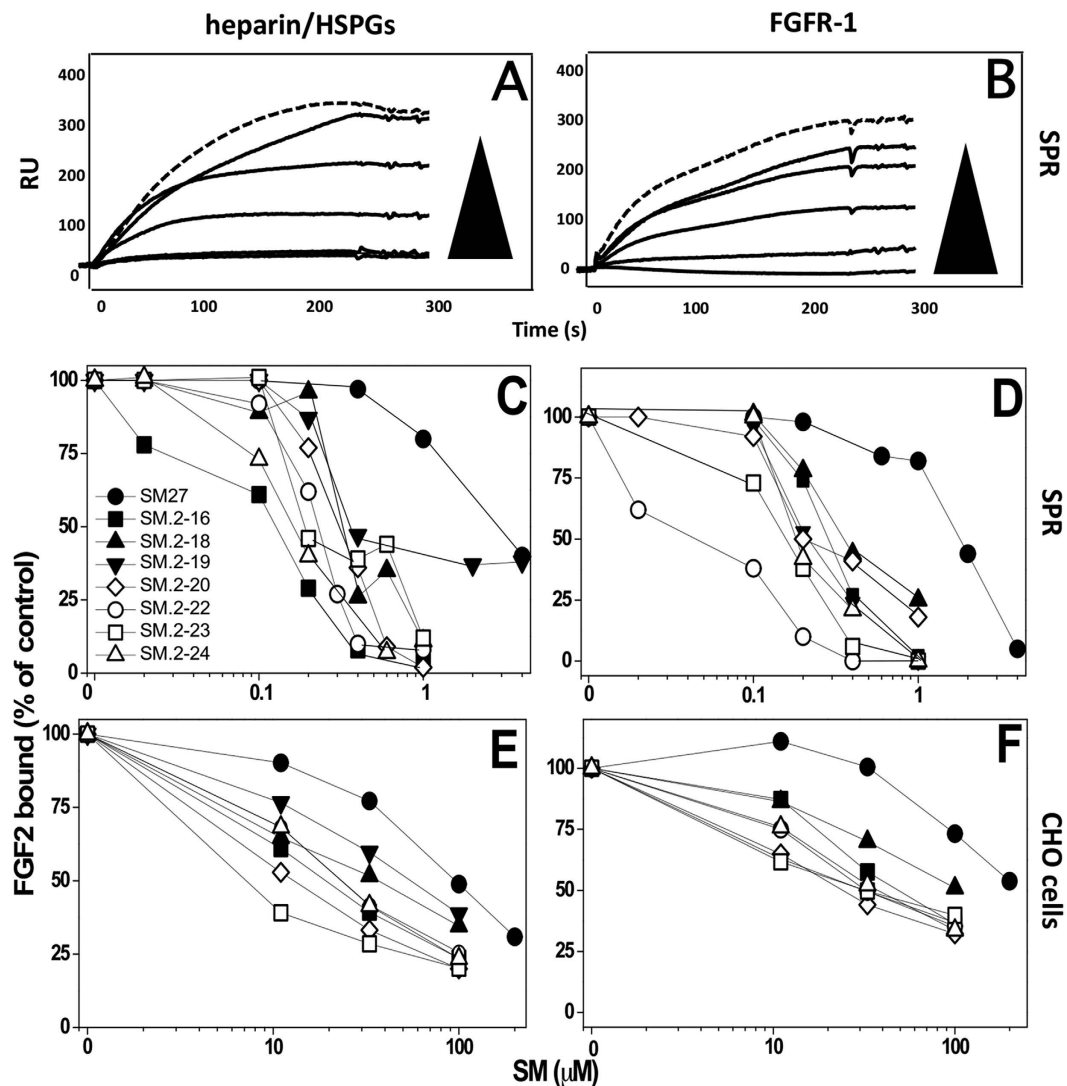 heparin/HSPGs FGFR-1
A B
400 400
300 300
200 200
100 100
0 0
RU
SPR
0 100 200 300 0 100 200 300
Time (s)
C D
100 100
75 75
50 50
25 25
0 0
SM27
SM.2-16
SM.2-18
SM.2-19
SM.2-20
SM.2-22
SM.2-23
SM.2-24
SPR
0 0.1 1 0 0.1 1
FGF2 bound (% of control)
E F
100 100
75 75
50 50
25 25
0 0
CHO cells
0 10 100 0 10 100
SM (μM)